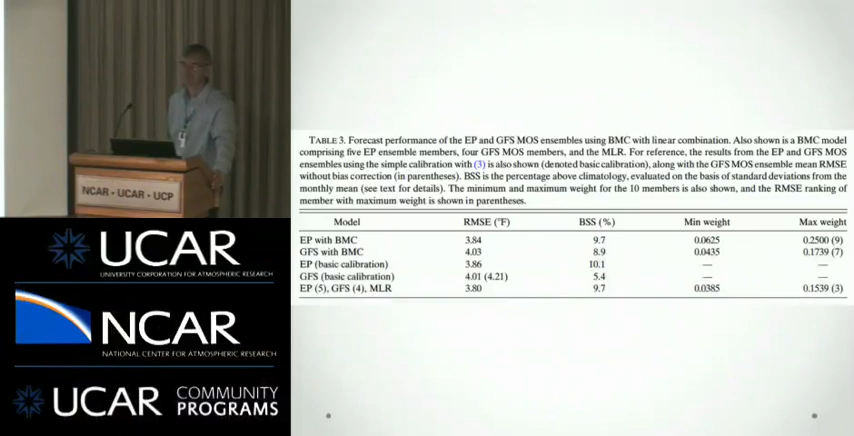 NCAR - UCAR - UCP
UCAR
UNIVERSITY CORPORATION FOR ATMOSPHERIC RESEARCH
NCAR
NATIONAL CENTER FOR ATMOSPHERIC RESEARCH
UCAR COMMUNITY PROGRAMS
TABLE 3. Forecast performance of the EP and GFS MOS ensembles using BMC with linear combination. Also shown is a BMC model
comprising five EP ensemble members, four GFS MOS members, and the MLR. For reference, the results from the EP and GFS MOS
ensembles using the simple calibration with (3) is also shown (denoted basic calibration), along with the GFS MOS ensemble mean RMSE
without bias correction (in parentheses). BSS is the percentage above climatology, evaluated on the basis of standard deviations from the
monthly mean (see text for details). The minimum and maximum weight for the 10 members is also shown, and the RMSE ranking of
member with maximum weight is shown in parentheses.
Model RMSE (°F) BSS (%) Min weight Max weight
EP with BMC 3.84 9.7 0.0625 0.2500 (9)
GFS with BMC 4.03 8.9 0.0435 0.1739 (7)
EP (basic calibration) 3.86 10.1 — —
GFS (basic calibration) 4.01 (4.21) 5.4 — —
EP (5), GFS (4), MLR 3.80 9.7 0.0385 0.1539 (3)